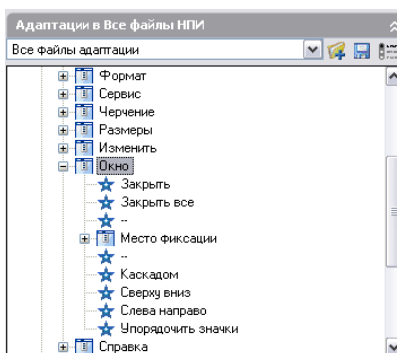 Адаптации в Все файлы НПИ
Все файлы адаптации
Формат
Сервис
Черчение
Размеры
Изменить
Окно
Закрыть
Закрыть все
--
Место фиксации
--
Каскадом
Сверху вниз
Слева направо
Упорядочить значки
Справка